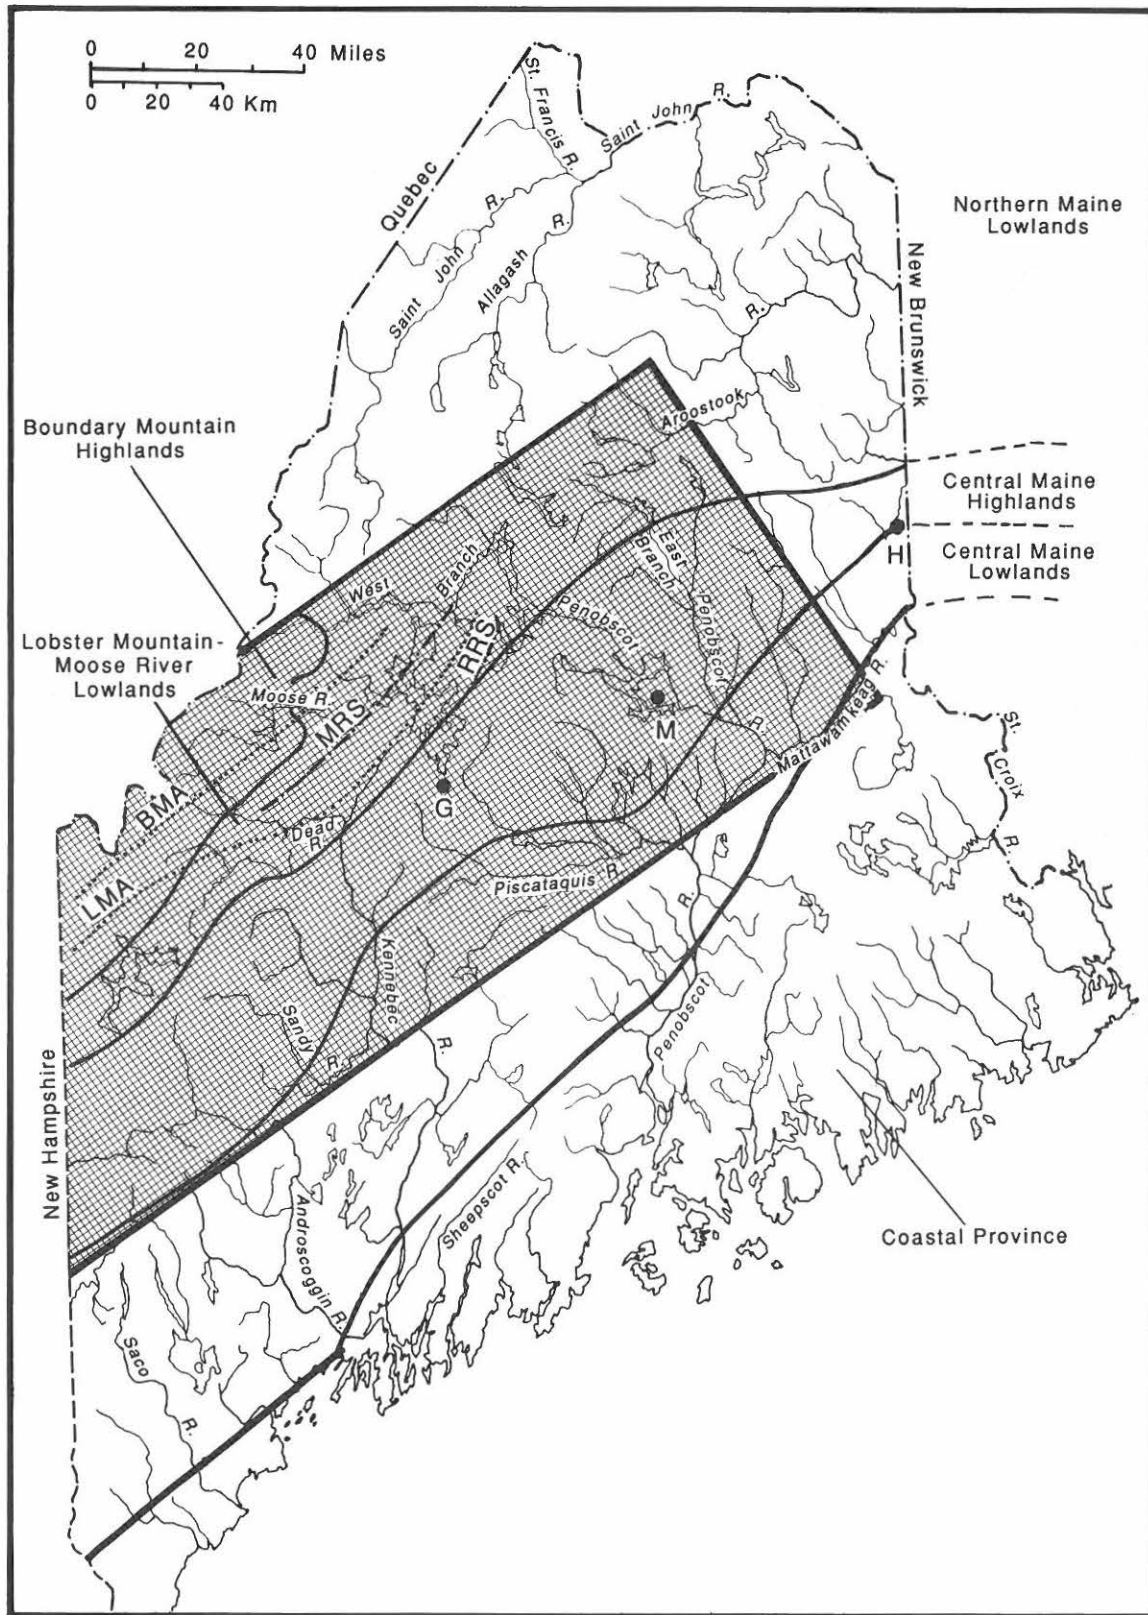 0 20 40 Miles
0 20 40 Km
St. Francis R.
Saint John R.
Quebec
Saint John R.
Allagash R.
Northern Maine
Lowlands
New Brunswick
R.
Aroostook
Boundary Mountain
Highlands
Central Maine
Highlands
H
Central Maine
Lowlands
West
Branch
East
Branch
Penobscot
Penobscot
R.
Lobster Mountain-
Moose River
Lowlands
Moose R.
MRS
RRS
M
G
Mattawamkeag R.
St. Croix R.
BMA
LMA
Dead
R.
Piscataquis R.
R.
Penobscot
Kennebec
R.
Sandy
R.
New Hampshire
Androscoggin R.
Sheepscot R.
Coastal Province
Saco
R.